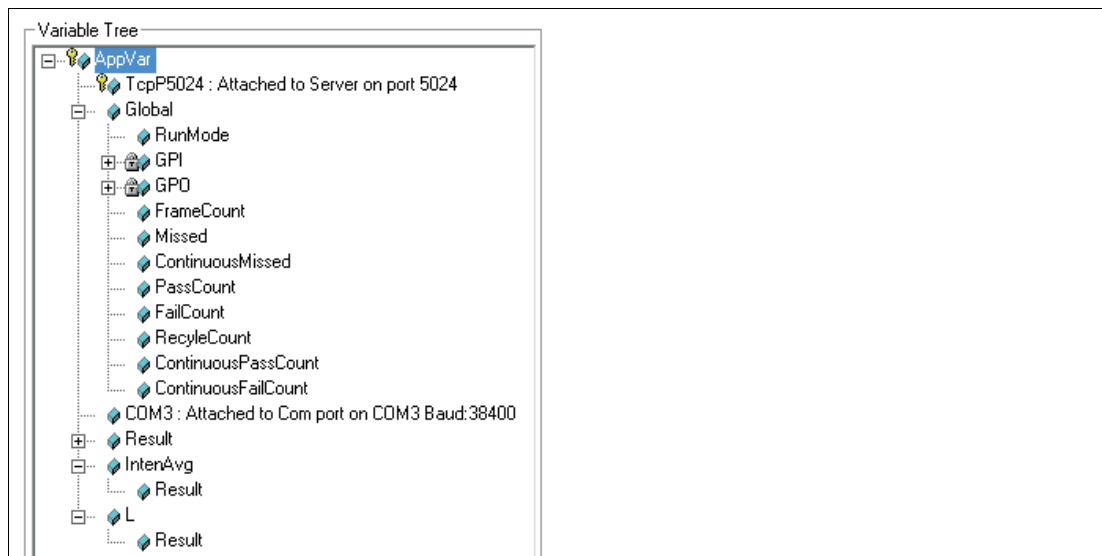 Variable Tree
AppVar
TcpP5024 : Attached to Server on port 5024
Global
RunMode
GPI
GPO
FrameCount
Missed
ContinuousMissed
PassCount
FailCount
RecyleCount
ContinuousPassCount
ContinuousFailCount
COM3 : Attached to Com port on COM3 Baud:38400
Result
IntenAvg
Result
L
Result